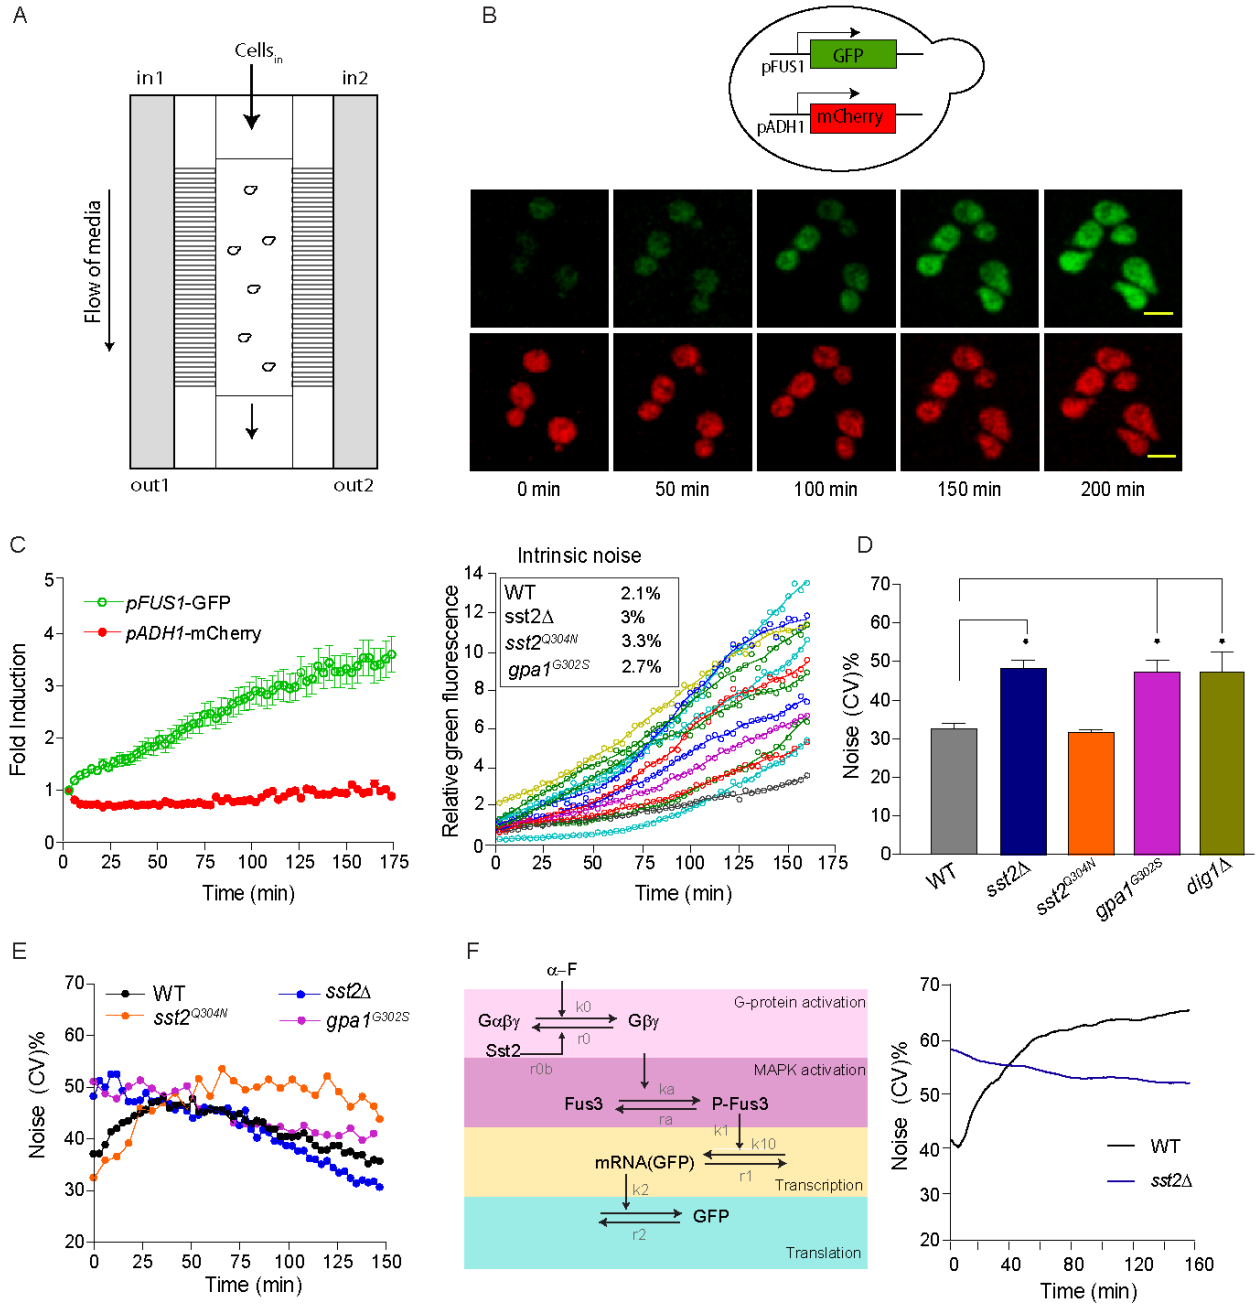 A
Cells in
in1
in2
Flow of media
out1
out2
B
pFUS1
GFP
pADH1
mCherry
0 min
50 min
100 min
150 min
200 min
C
5
4
3
2
1
0
Fold Induction
pFUS1-GFP
pADH1-mCherry
0 25 50 75 100 125 150 175
Time (min)
Intrinsic noise
WT 2.1%
sst2Δ 3%
sst2Q304N 3.3%
gpa1G302S 2.7%
14
12
10
8
6
4
2
0
Relative green fluorescence
0 25 50 75 100 125 150 175
Time (min)
D
70
60
50
40
30
20
10
0
Noise (CV)%
*
*
*
WT
sst2Δ
sst2Q304N
gpa1G302S
dig1Δ
E
70
60
50
40
30
20
Noise (CV)%
WT
sst2Q304N
sst2Δ
gpa1G302S
0 25 50 75 100 125 150
Time (min)
F
α-F
G-protein activation
k0
Gαβγ
Gβγ
r0
Sst2
r0b
MAPK activation
ka
Fus3
P-Fus3
ra
k1
k10
mRNA(GFP)
r1
Transcription
k2
GFP
r2
Translation
70
60
50
40
30
20
Noise (CV)%
WT
sst2Δ
0 40 80 120 160
Time (min)